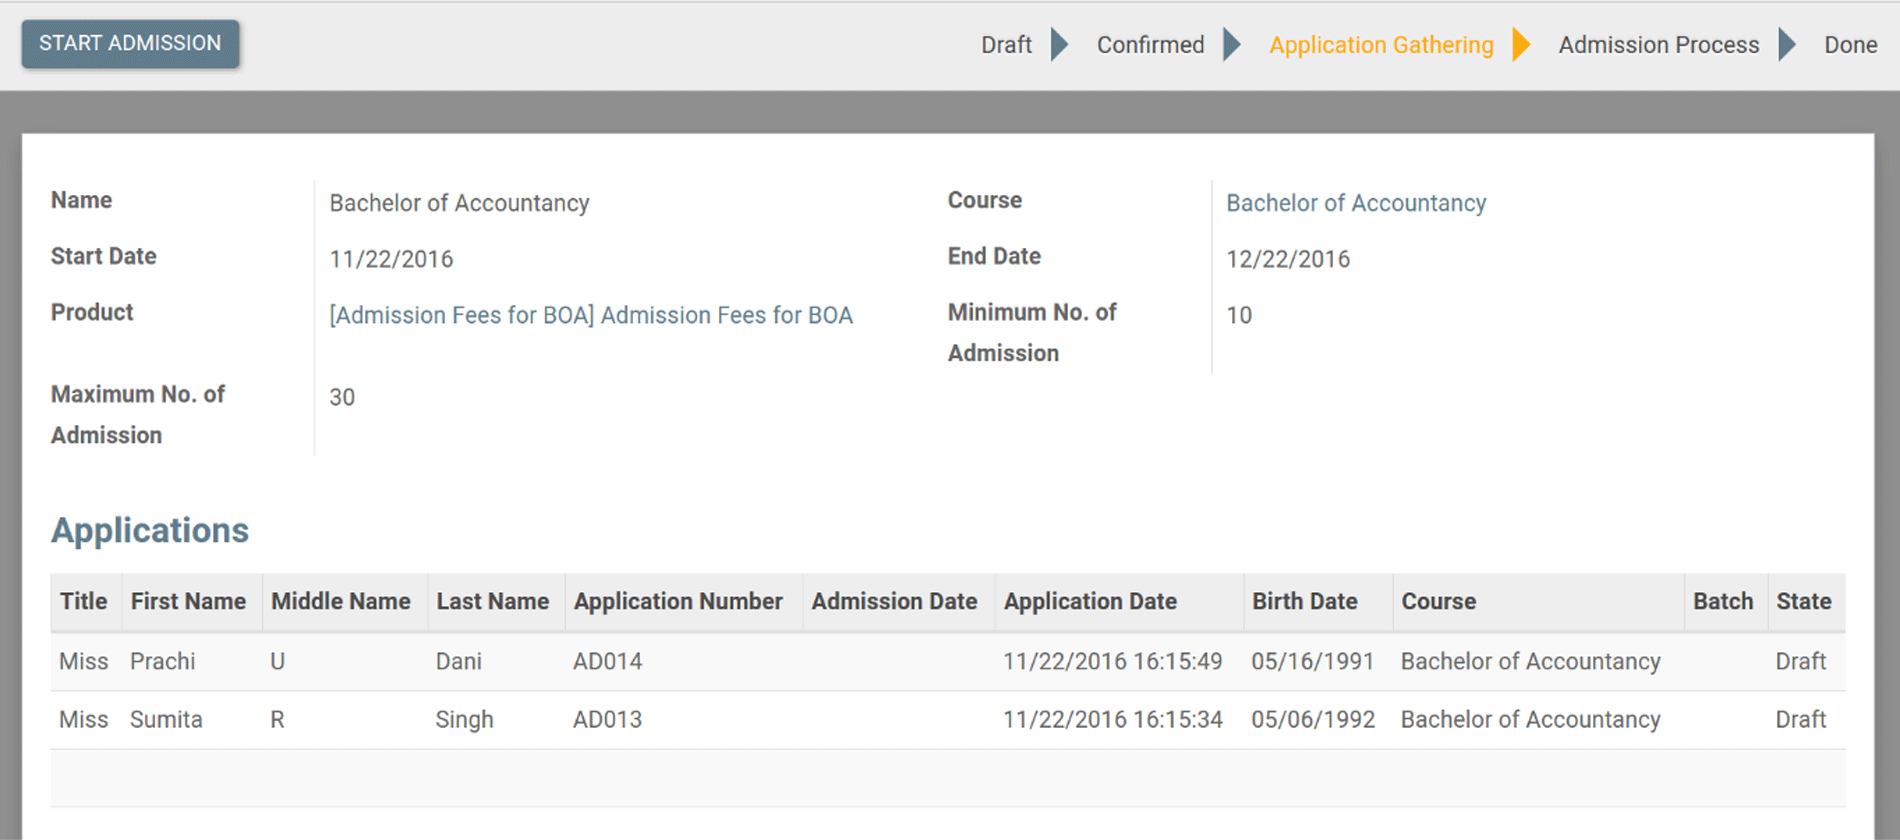 START ADMISSION Draft Confirmed Application Gathering Admission Process Done
Name Bachelor of Accountancy Course Bachelor of Accountancy
Start Date 11/22/2016 End Date 12/22/2016
Product [Admission Fees for BOA] Admission Fees for BOA Minimum No. of 10
Admission
Maximum No. of 30
Admission
Applications
Title First Name Middle Name Last Name Application Number Admission Date Application Date Birth Date Course Batch State
Miss Prachi U Dani AD014 11/22/2016 16:15:49 05/16/1991 Bachelor of Accountancy Draft
Miss Sumita R Singh AD013 11/22/2016 16:15:34 05/06/1992 Bachelor of Accountancy Draft